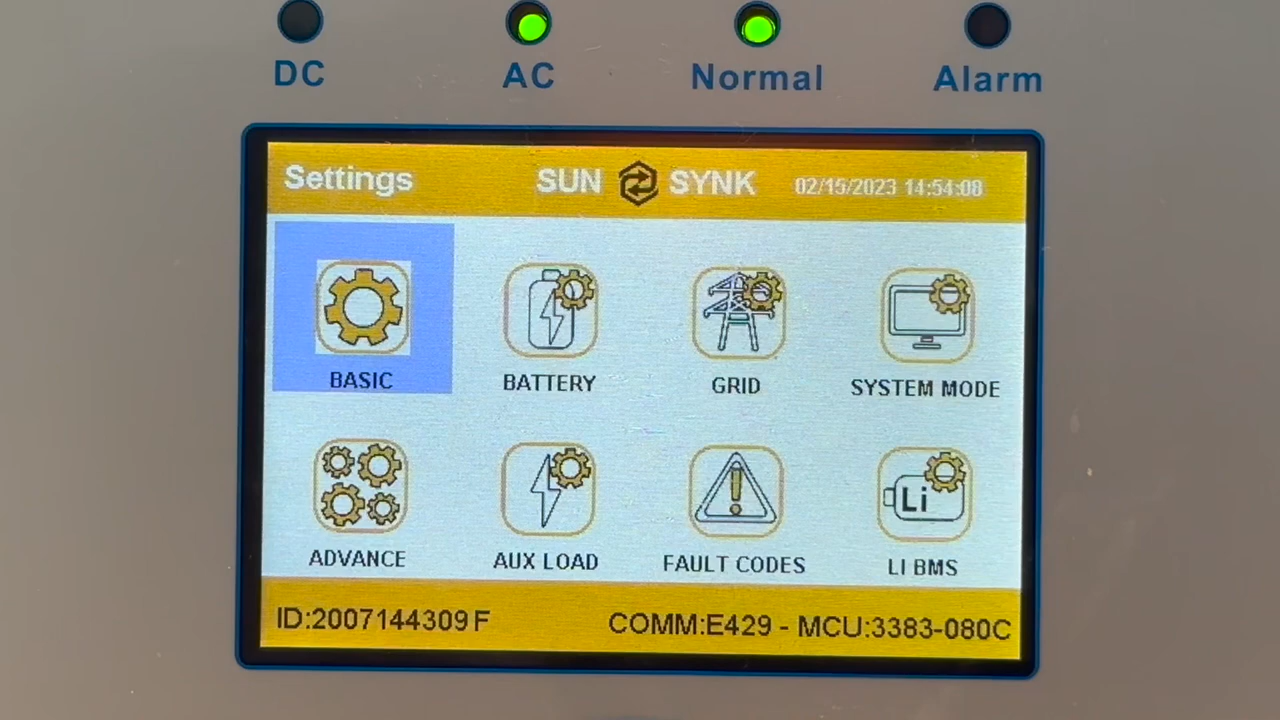 DC AC Normal Alarm
Settings SUN SYNK 02/15/2023 14:54:08
BASIC BATTERY GRID SYSTEM MODE
Li
ADVANCE AUX LOAD FAULT CODES LI BMS
ID:2007144309F COMM:E429 - MCU:3383-080C